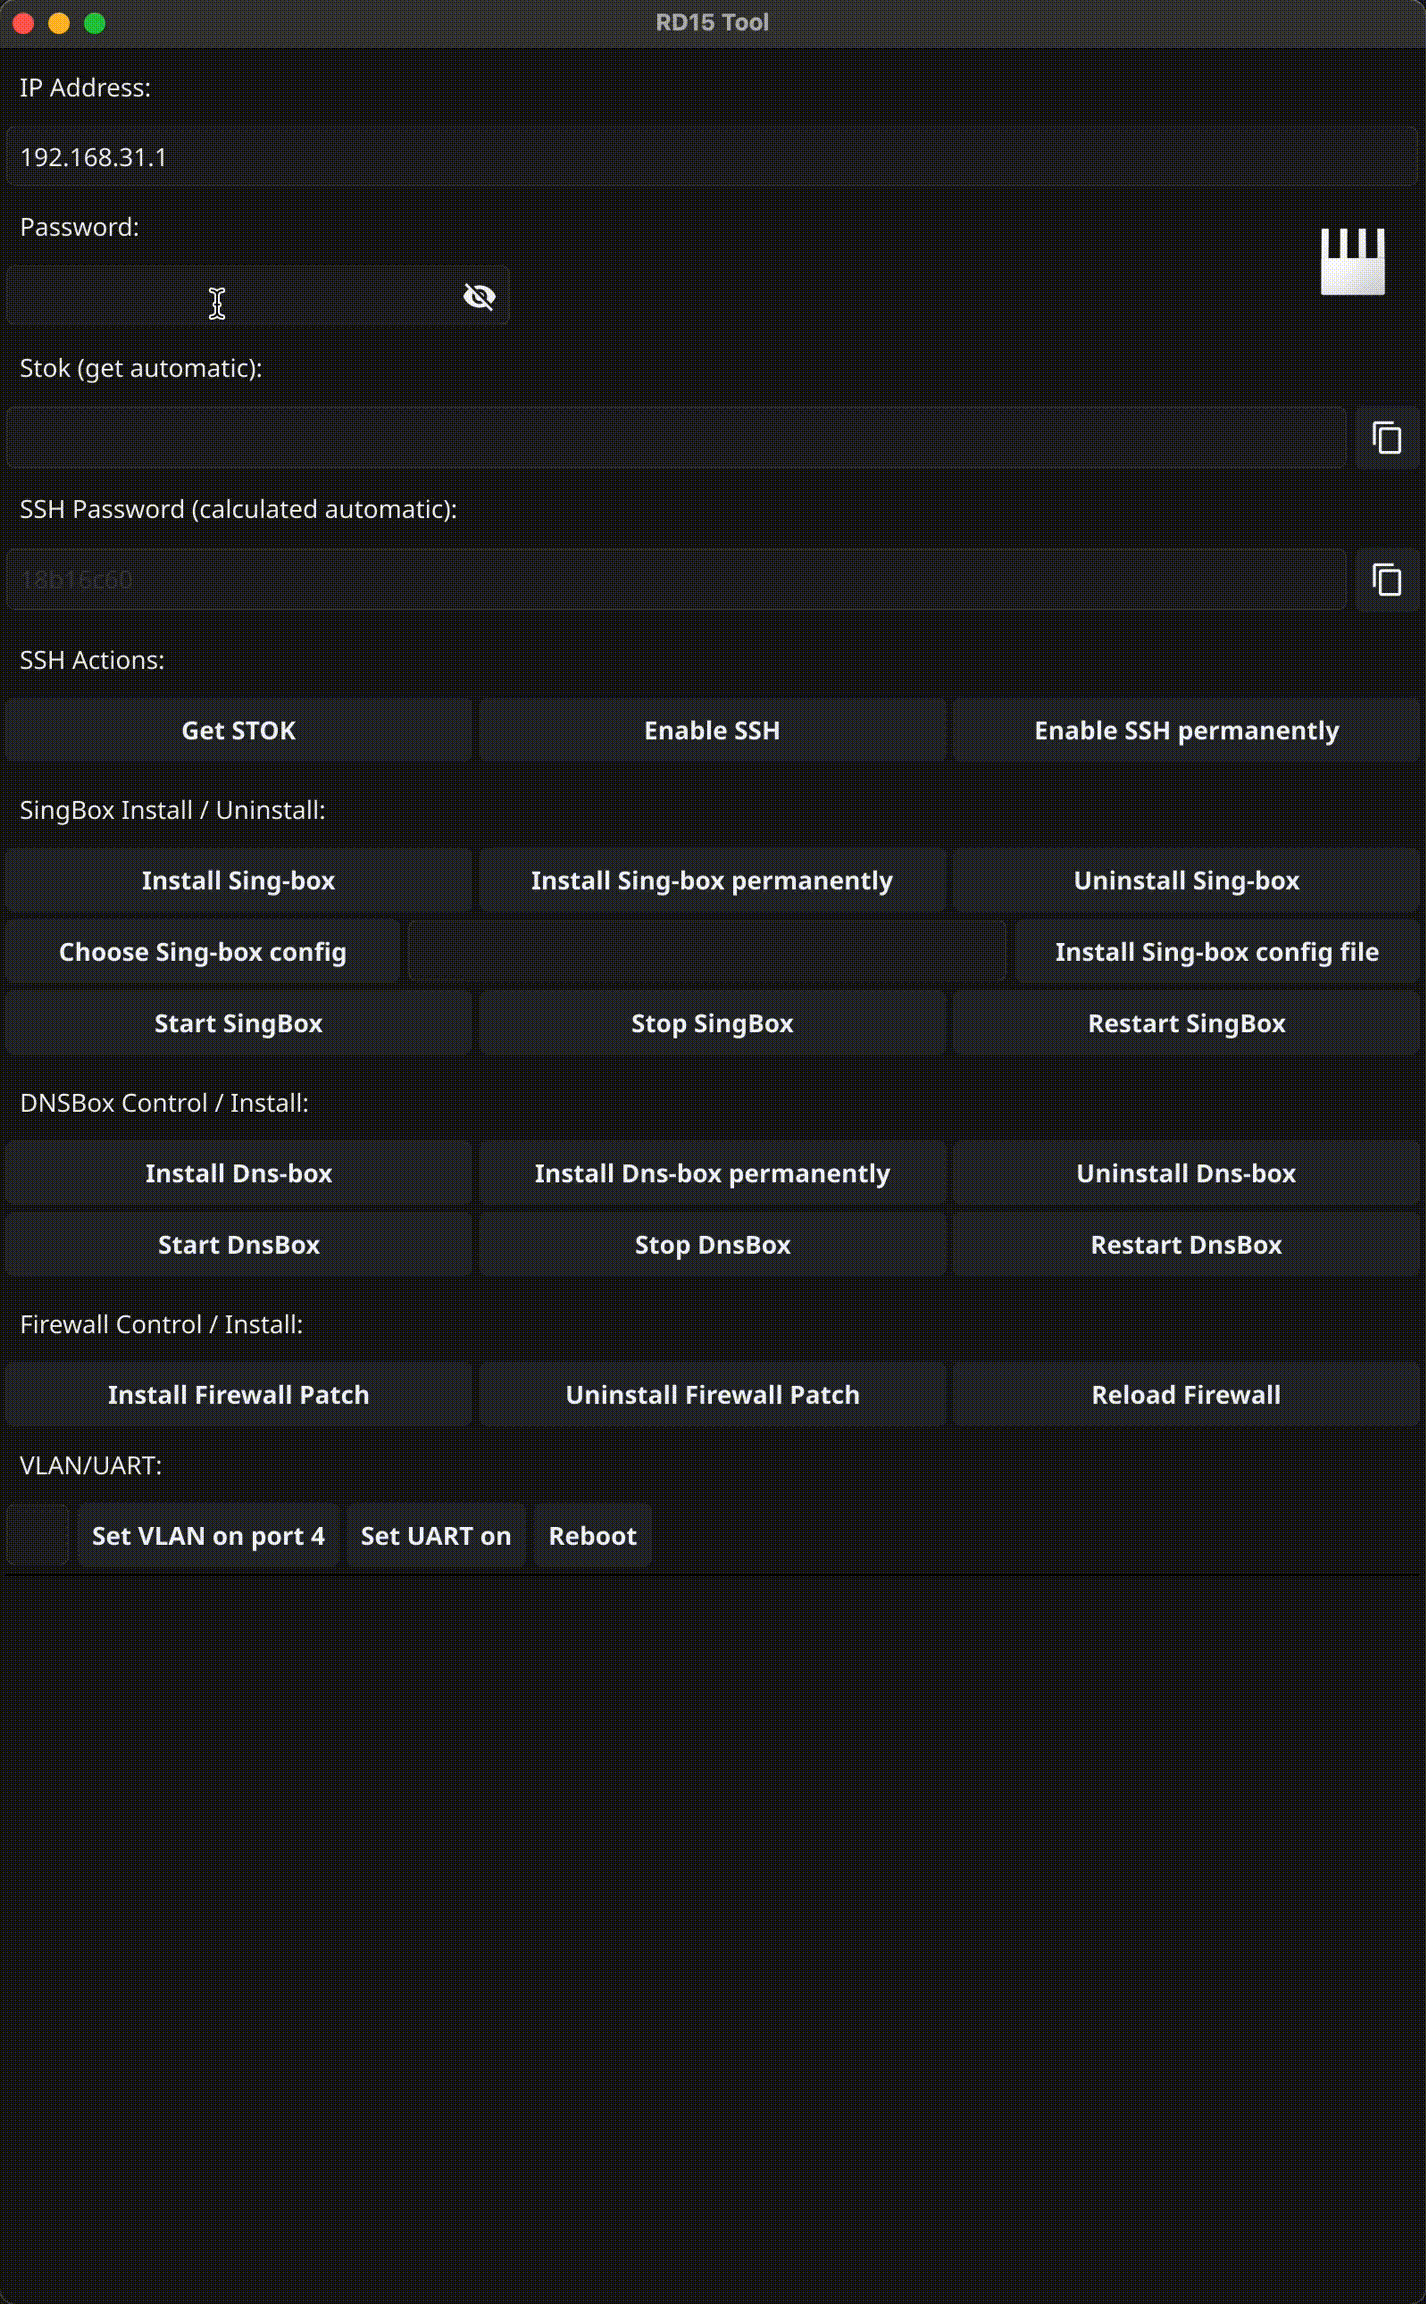 RD15 Tool
IP Address:
192.168.31.1
Password:
Stok (get automatic):
SSH Password (calculated automatic):
18b16c60
SSH Actions:
Get STOK Enable SSH Enable SSH permanently
SingBox Install / Uninstall:
Install Sing-box Install Sing-box permanently Uninstall Sing-box
Choose Sing-box config Install Sing-box config file
Start SingBox Stop SingBox Restart SingBox
DNSBox Control / Install:
Install Dns-box Install Dns-box permanently Uninstall Dns-box
Start DnsBox Stop DnsBox Restart DnsBox
Firewall Control / Install:
Install Firewall Patch Uninstall Firewall Patch Reload Firewall
VLAN/UART:
Set VLAN on port 4 Set UART on Reboot